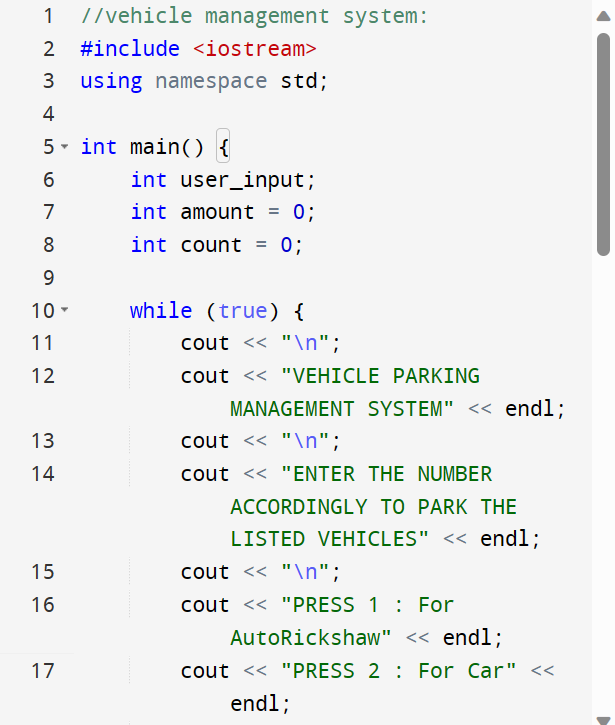 1 //vehicle management system:
2 #include <iostream>
3 using namespace std;
4
5 int main() {
6 int user_input;
7 int amount = 0;
8 int count = 0;
9
10 while (true) {
11 cout << "\n";
12 cout << "VEHICLE PARKING
MANAGEMENT SYSTEM" << endl;
13 cout << "\n";
14 cout << "ENTER THE NUMBER
ACCORDINGLY TO PARK THE
LISTED VEHICLES" << endl;
15 cout << "\n";
16 cout << "PRESS 1 : For
AutoRickshaw" << endl;
17 cout << "PRESS 2 : For Car" <<
endl;